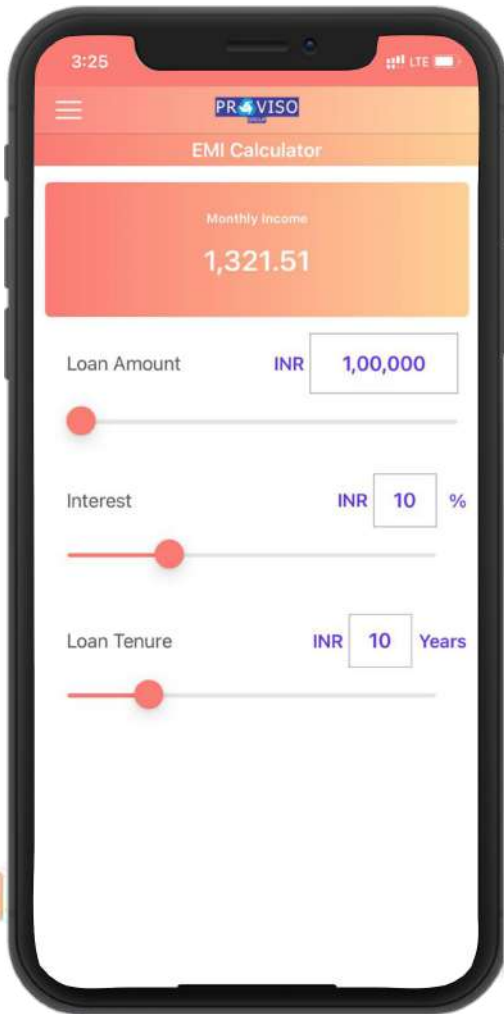 3:25 LTE
PROVISO
GROUP
EMI Calculator
Monthly Income
1,321.51
Loan Amount INR 1,00,000
Interest INR 10 %
Loan Tenure INR 10 Years